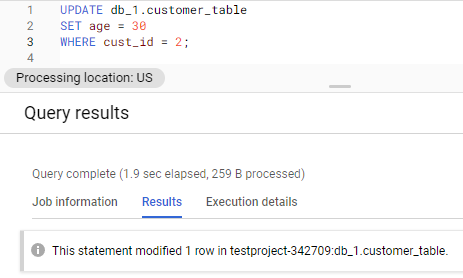 1 UPDATE db_1.customer_table
2 SET age = 30
3 WHERE cust_id = 2;
4
Processing location: US
Query results
Query complete (1.9 sec elapsed, 259 B processed)
Job information Results Execution details
This statement modified 1 row in testproject-342709:db_1.customer_table.